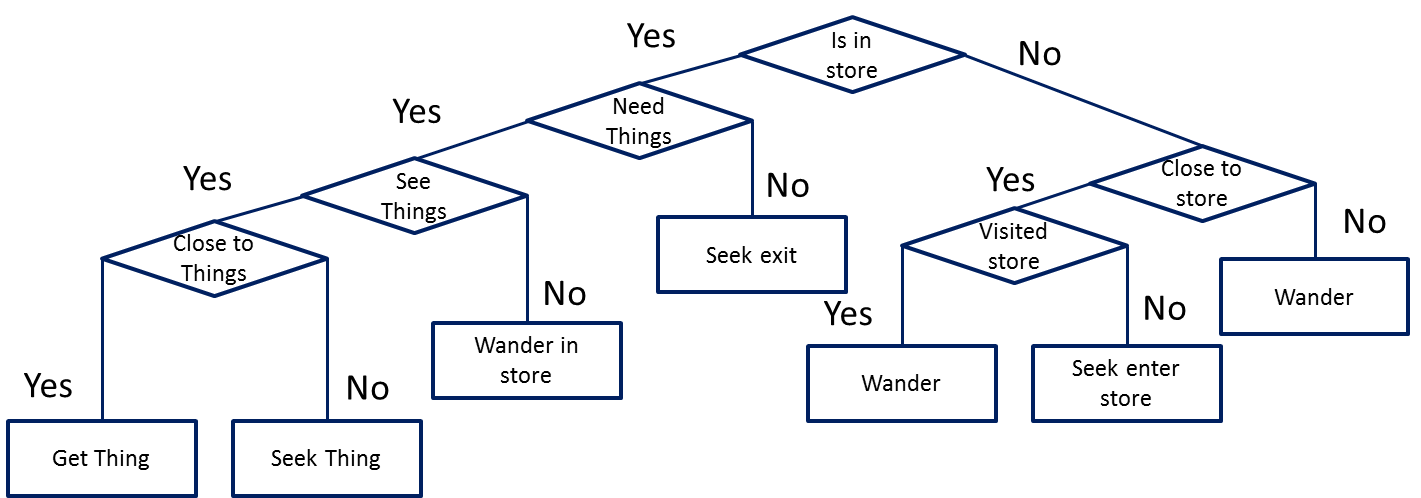 Yes
Is in
store
No
Yes
Need
Things
Yes
See
Things
No
Yes
Close to
store
No
Close to
Things
Seek exit
Visited
store
Wander
No
Yes
No
Wander in
store
Wander
Seek enter
store
Yes
No
Get Thing
Seek Thing